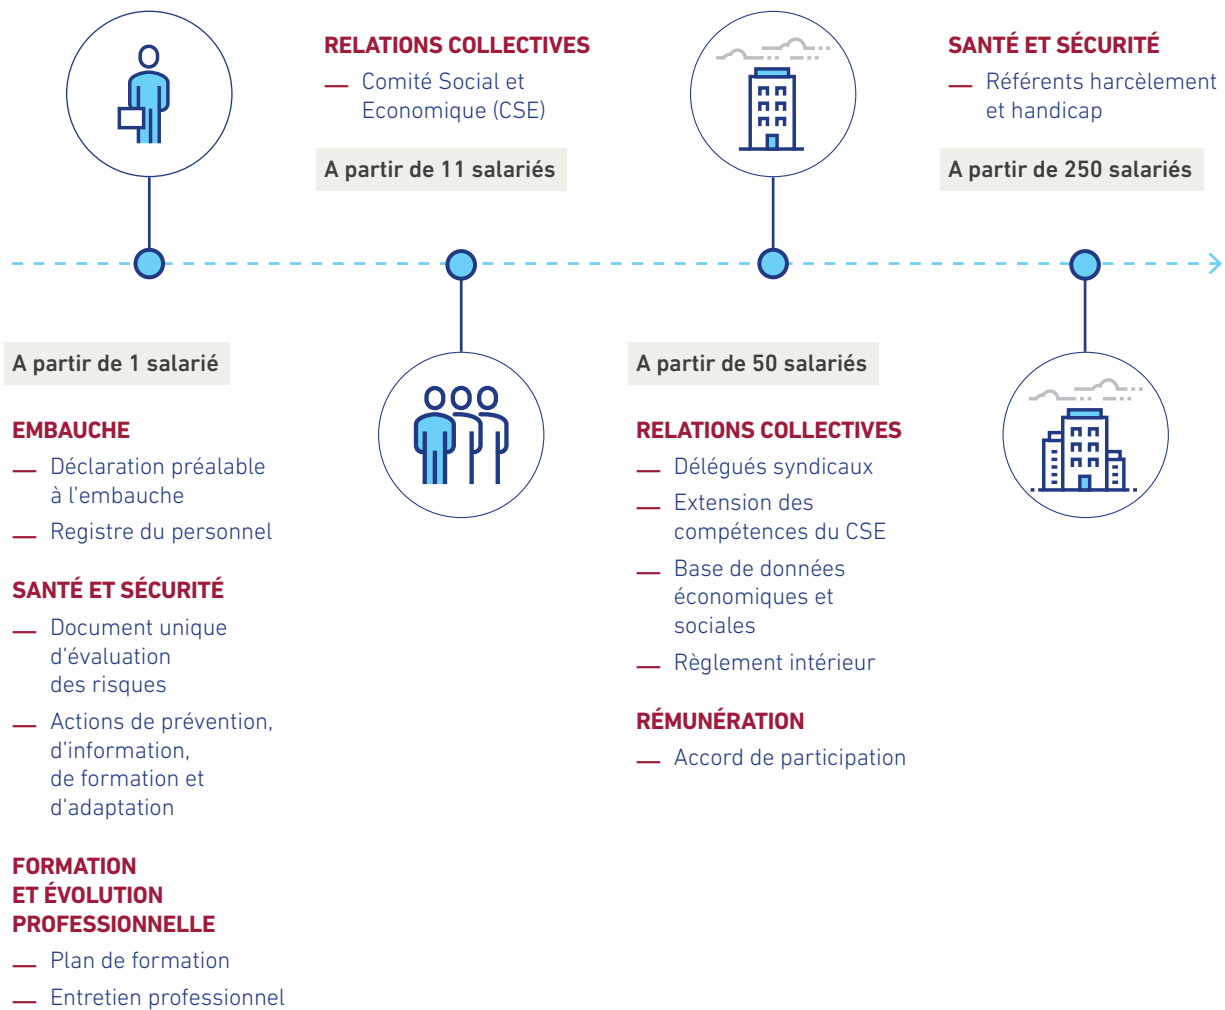 A partir de 1 salarié
EMBAUCHE
— Déclaration préalable
à l'embauche
— Registre du personnel
SANTÉ ET SÉCURITÉ
— Document unique
d'évaluation
des risques
— Actions de prévention,
d'information,
de formation et
d'adaptation
FORMATION
ET ÉVOLUTION
PROFESSIONNELLE
— Plan de formation
— Entretien professionnel
RELATIONS COLLECTIVES
— Comité Social et
Economique (CSE)
A partir de 11 salariés
A partir de 50 salariés
RELATIONS COLLECTIVES
— Délégués syndicaux
— Extension des
compétences du CSE
— Base de données
économiques et
sociales
— Règlement intérieur
RÉMUNÉRATION
— Accord de participation
SANTÉ ET SÉCURITÉ
— Référents harcèlement
et handicap
A partir de 250 salariés